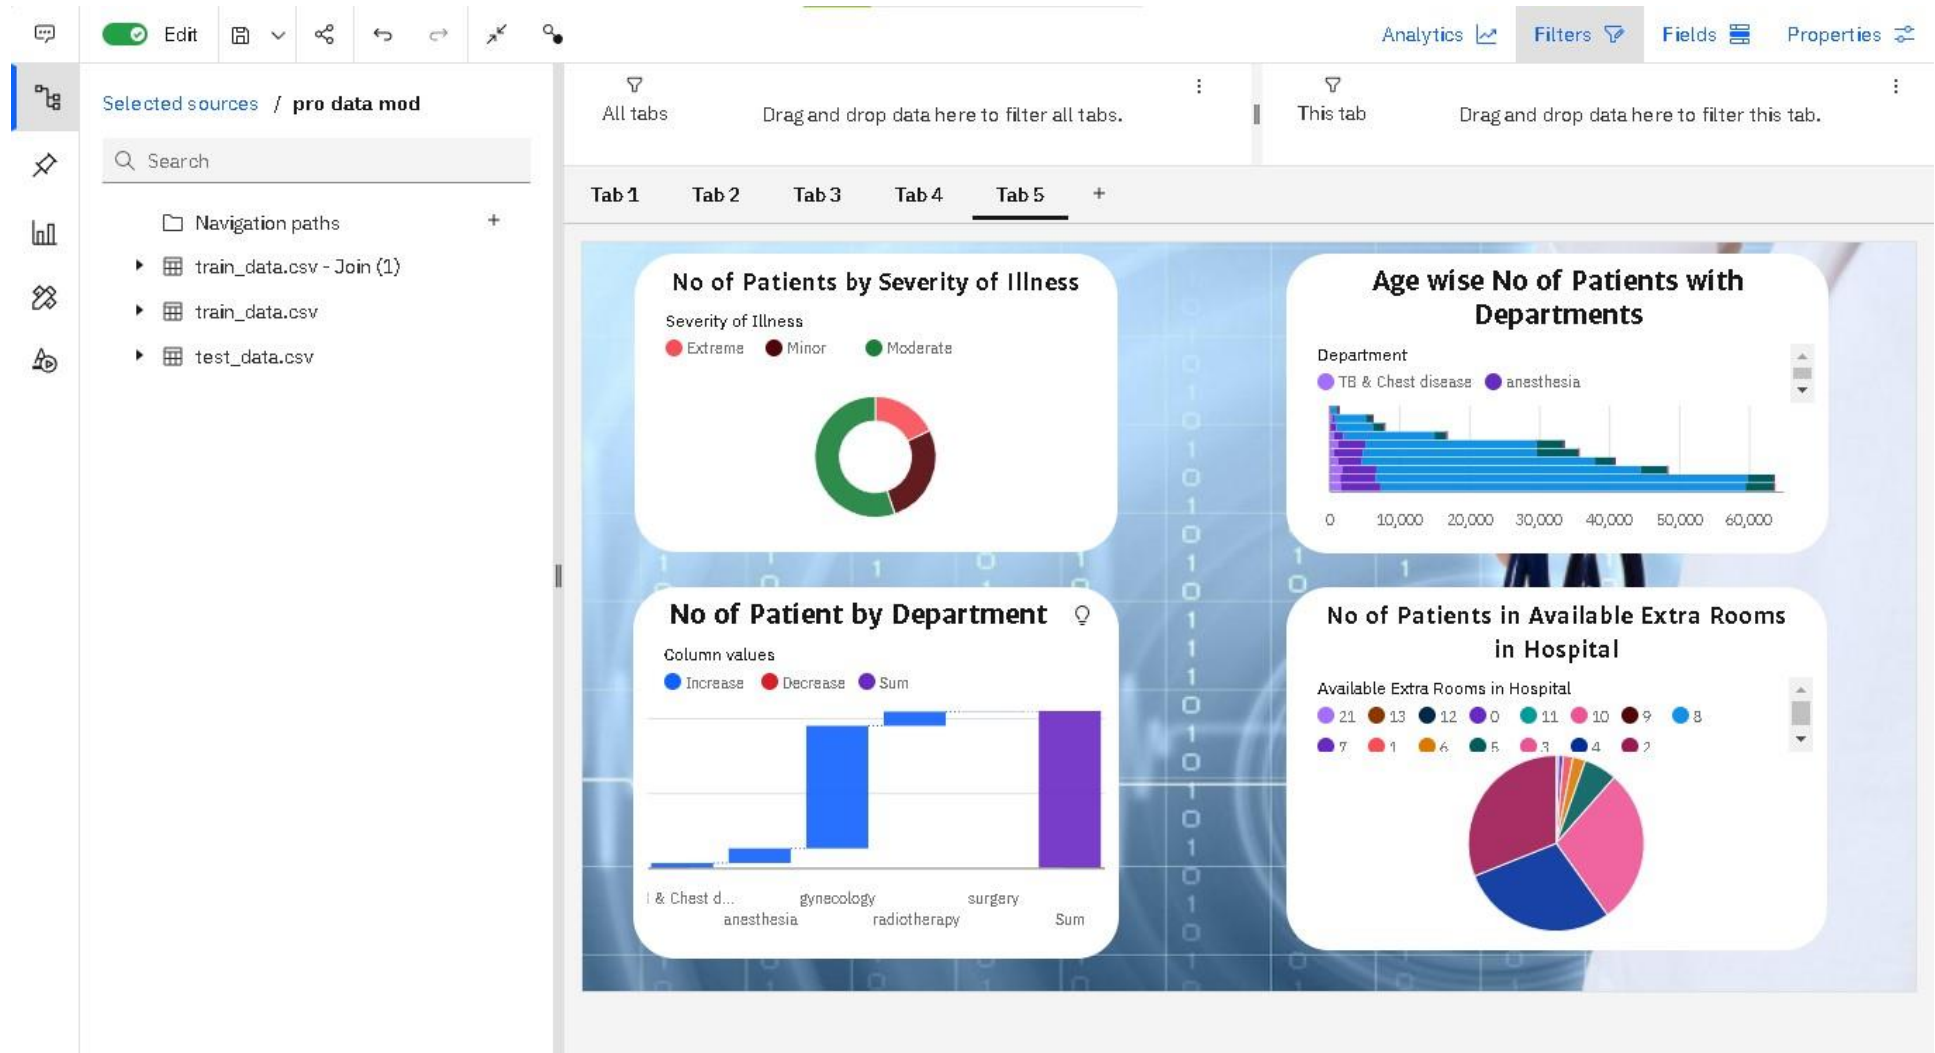 Edit
Analytics
Filters
Fields
Properties
Selected sources / pro data mod
Search
Navigation paths
train_data.csv - Join (1)
train_data.csv
test_data.csv
All tabs
Drag and drop data here to filter all tabs.
This tab
Drag and drop data here to filter this tab.
Tab 1 Tab 2 Tab 3 Tab 4 Tab 5 +
No of Patients by Severity of Illness
Severity of Illness
Extreme Minor Moderate
Age wise No of Patients with
Departments
Department
TB & Chest disease anesthesia
0 10,000 20,000 30,000 40,000 50,000 60,000
No of Patient by Department
Column values
Increase Decrease Sum
& Chest d... gynecology surgery
anesthesia radiotherapy Sum
No of Patients in Available Extra Rooms
in Hospital
Available Extra Rooms in Hospital
21 13 12 0 11 10 9 8
7 1 6 5 3 4 2